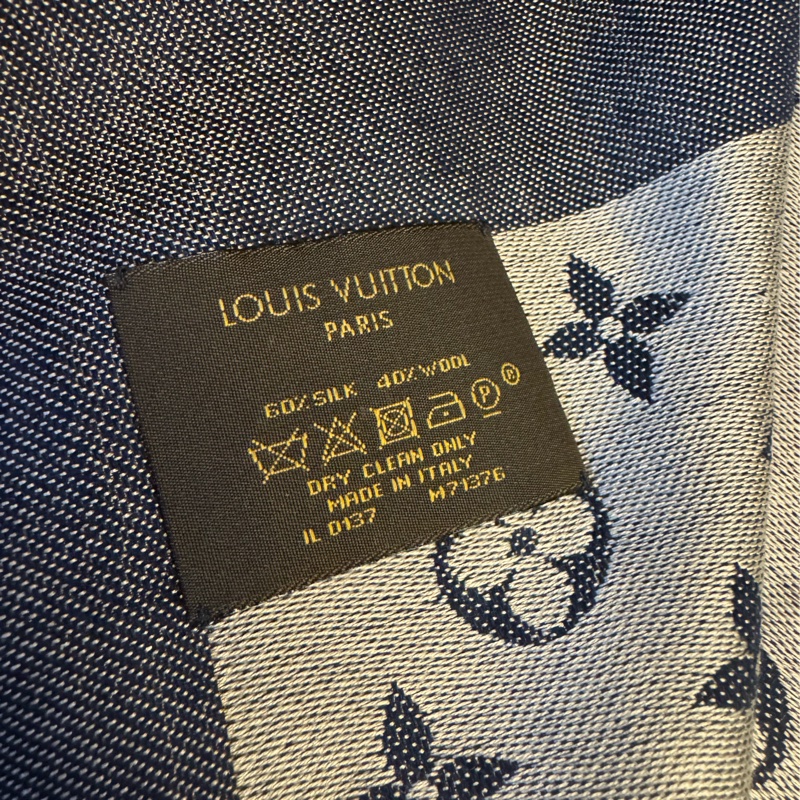 LOUIS VUITTON
PARIS
60% SILK 40% WOOL
P ®
DRY CLEAN ONLY
MADE IN ITALY
IL 0137 M71376